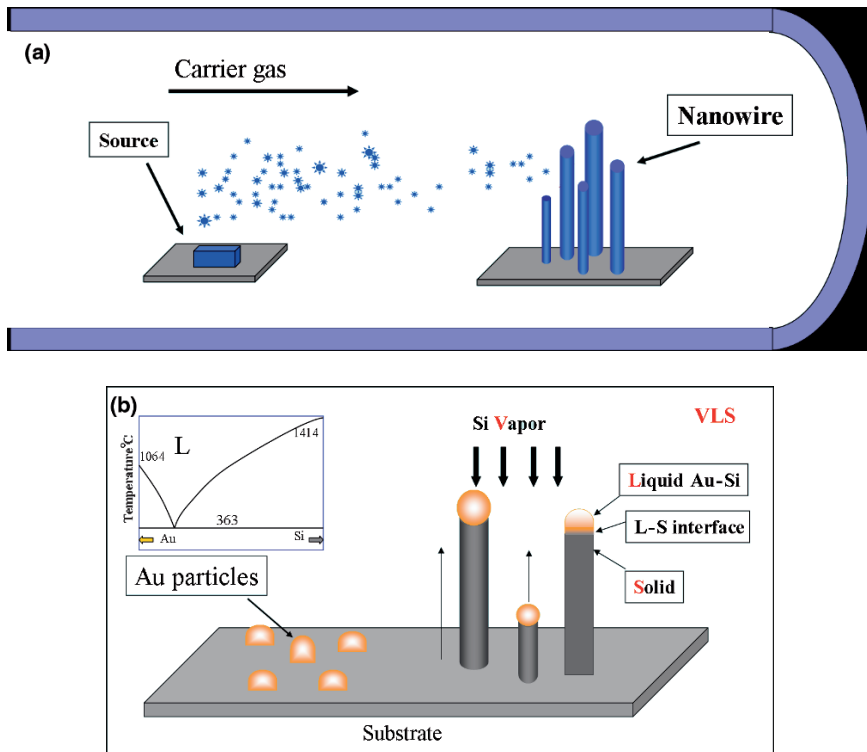 (a)
Carrier gas
Source
Nanowire
(b)
VLS
Si Vapor
Temperature℃
1064
L
1414
363
Au
Si
Liquid Au-Si
L-S interface
Solid
Au particles
Substrate